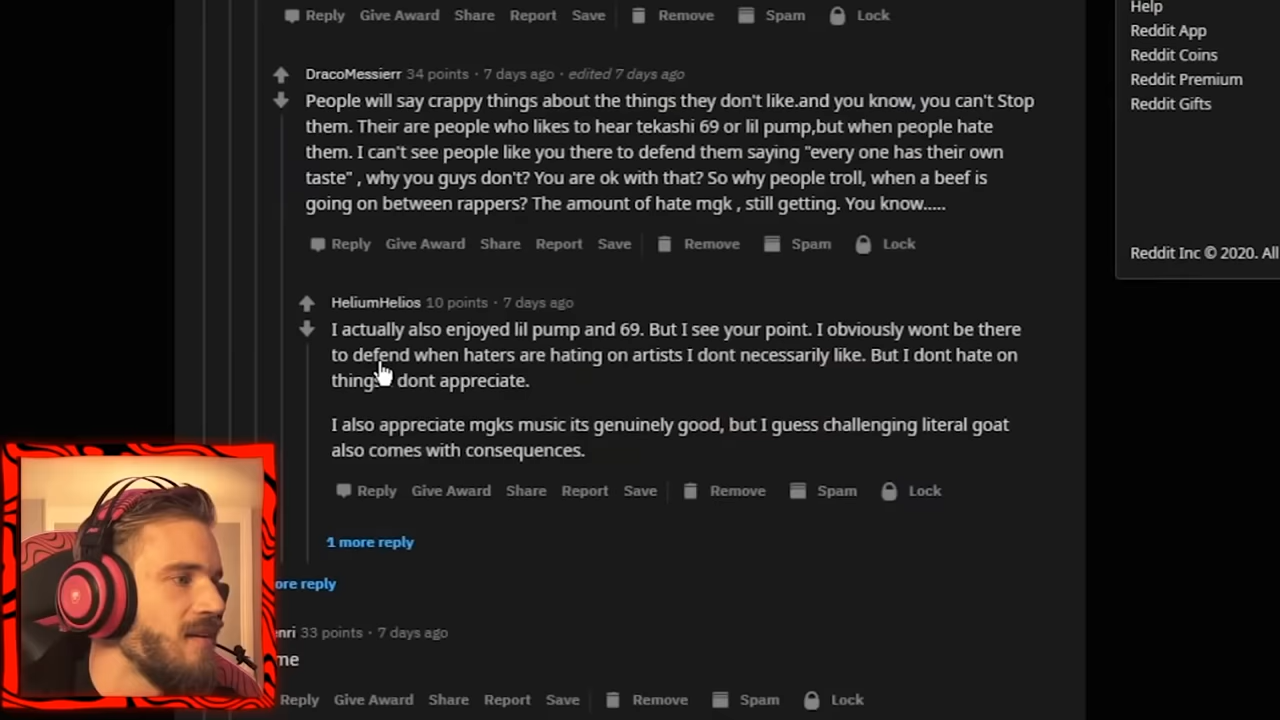 Reply Give Award Share Report Save Remove Spam Lock
Help
Reddit App
Reddit Coins
Reddit Premium
Reddit Gifts
DracoMessierr 34 points · 7 days ago · edited 7 days ago
People will say crappy things about the things they don't like.and you know, you can't Stop
them. Their are people who likes to hear tekashi 69 or lil pump,but when people hate
them. I can't see people like you there to defend them saying "every one has their own
taste" , why you guys don't? You are ok with that? So why people troll, when a beef is
going on between rappers? The amount of hate mgk , still getting. You know.....
Reply Give Award Share Report Save Remove Spam Lock
Reddit Inc © 2020. All
HeliumHelios 10 points · 7 days ago
I actually also enjoyed lil pump and 69. But I see your point. I obviously wont be there
to defend when haters are hating on artists I dont necessarily like. But I dont hate on
things dont appreciate.
I also appreciate mgks music its genuinely good, but I guess challenging literal goat
also comes with consequences.
Reply Give Award Share Report Save Remove Spam Lock
1 more reply
ore reply
enri 33 points · 7 days ago
me
Reply Give Award Share Report Save Remove Spam Lock